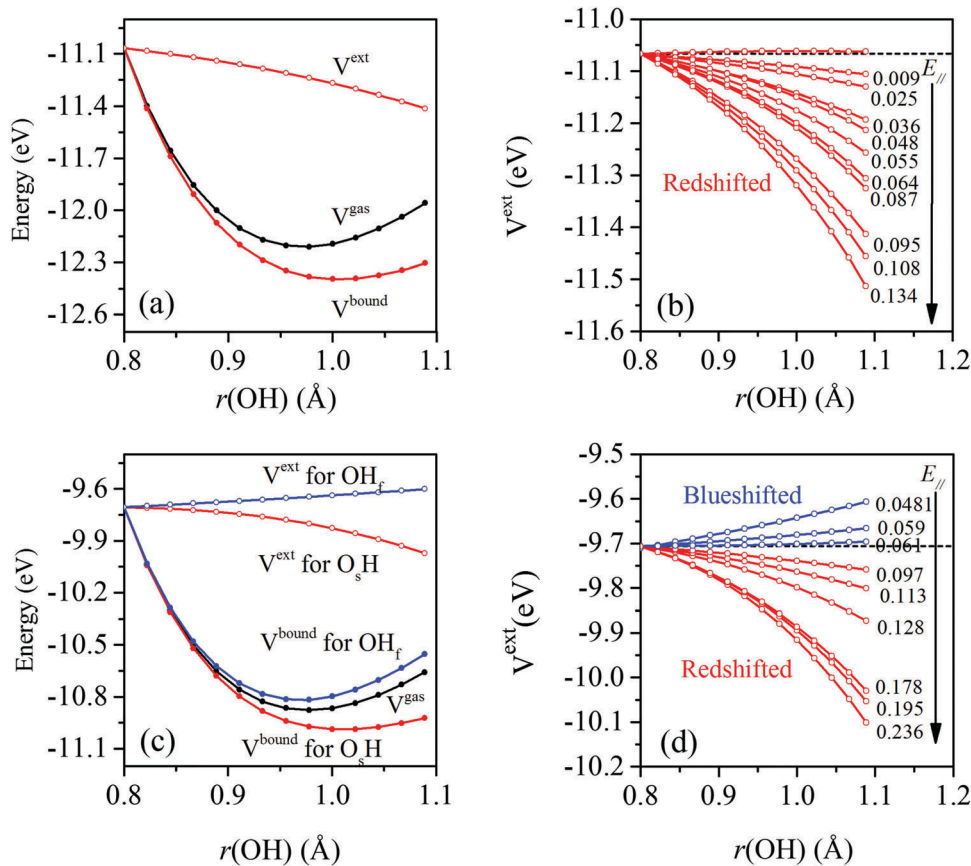 -11.1
-11.4
-11.7
-12.0
-12.3
-12.6
Energy (eV)
V^ext
V^gas
V^bound
(a)
0.8 0.9 1.0 1.1
r(OH) (Å)
-11.0
-11.1
-11.2
-11.3
-11.4
-11.5
-11.6
V^ext (eV)
E_//
0.009
0.025
0.036
0.048
0.055
0.064
0.087
0.095
0.108
0.134
Redshifted
(b)
0.8 0.9 1.0 1.1 1.2
r(OH) (Å)
-9.6
-9.9
-10.2
-10.5
-10.8
-11.1
Energy (eV)
V^ext for OH_f
V^ext for O_sH
V^bound for OH_f
V^gas
V^bound for O_sH
(c)
0.8 0.9 1.0 1.1
r(OH) (Å)
-9.5
-9.6
-9.7
-9.8
-9.9
-10.0
-10.1
-10.2
V^ext(eV)
E_//
Blueshifted
0.0481
0.059
0.061
0.097
0.113
0.128
0.178
0.195
0.236
Redshifted
(d)
0.8 0.9 1.0 1.1 1.2
r(OH) (Å)